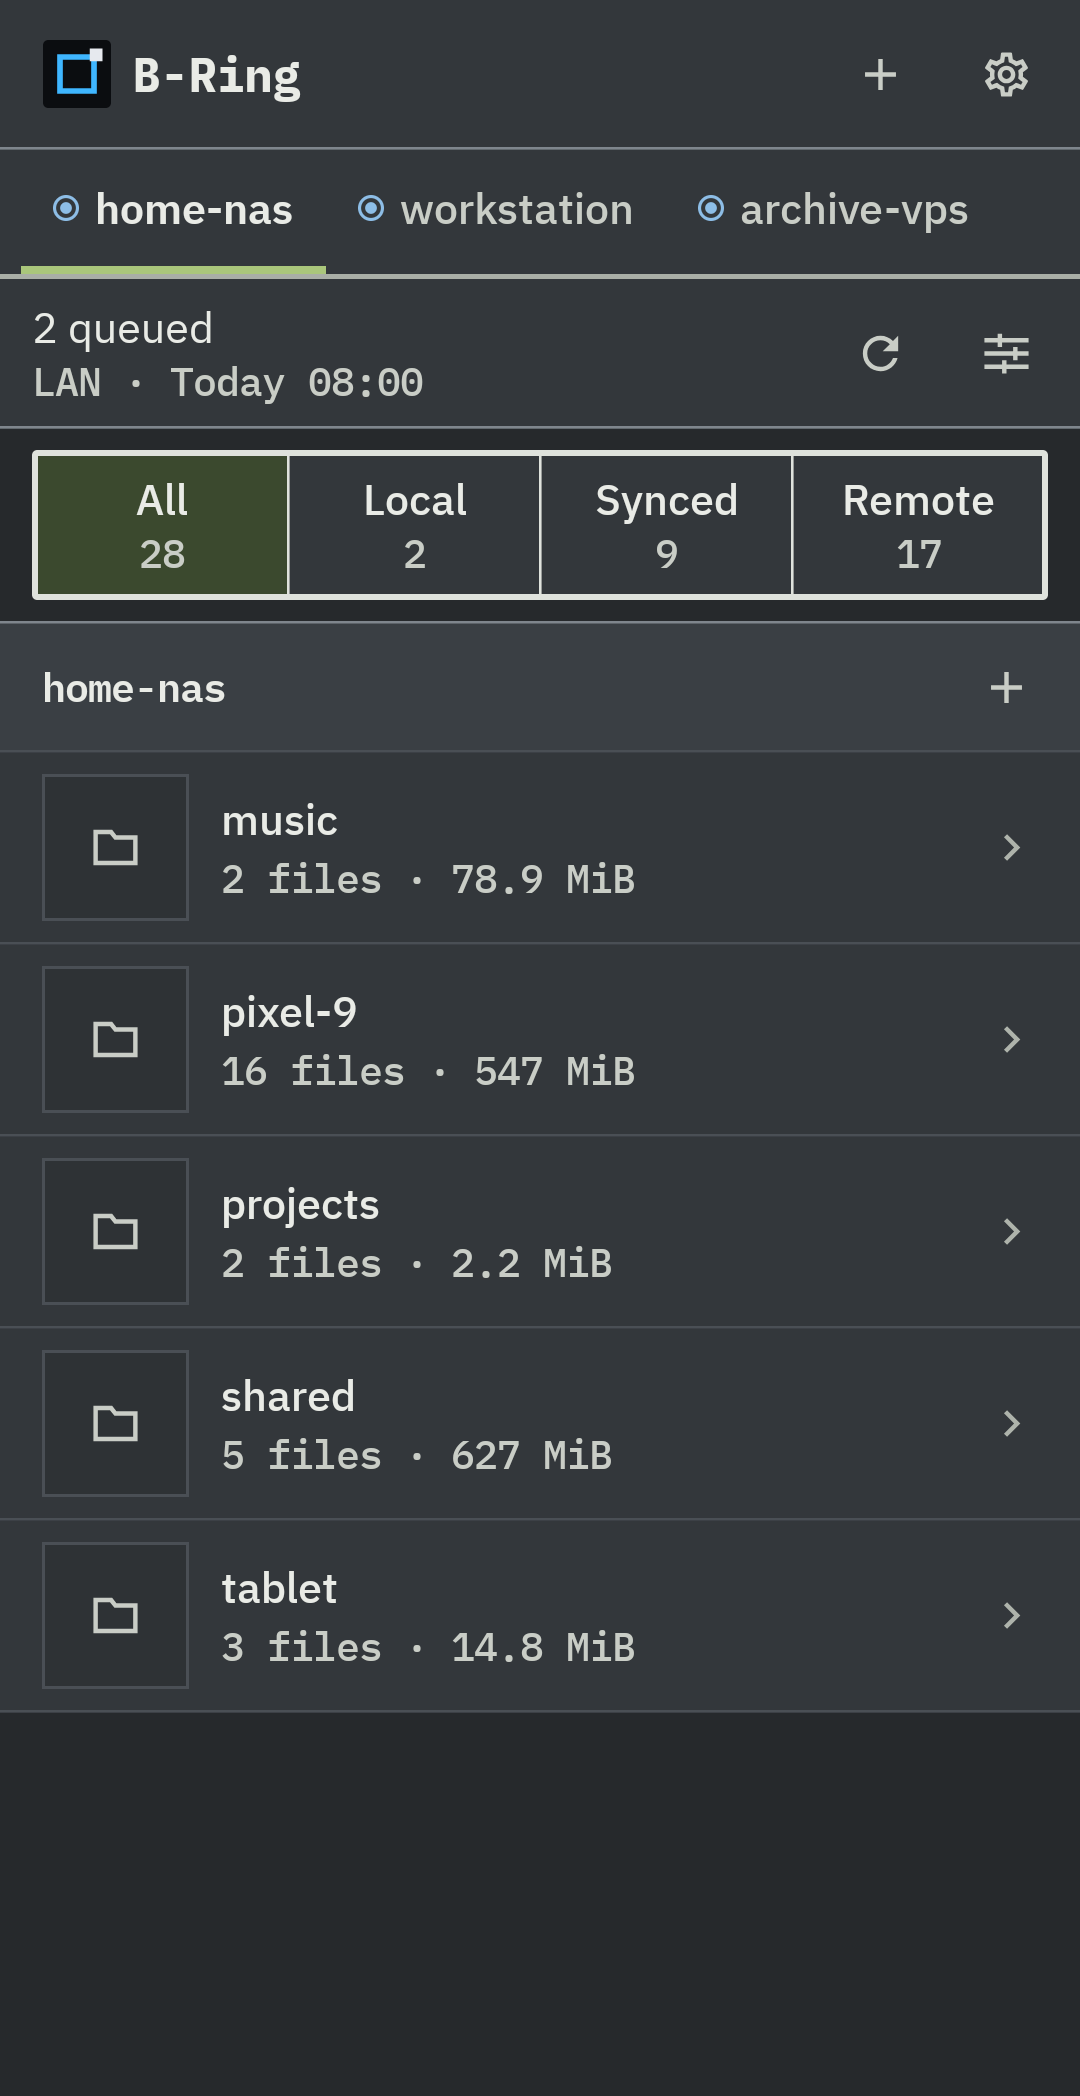 B-Ring
home-nas workstation archive-vps
2 queued
LAN · Today 08:00
All Local Synced Remote
28 2 9 17
home-nas
music
2 files · 78.9 MiB
pixel-9
16 files · 547 MiB
projects
2 files · 2.2 MiB
shared
5 files · 627 MiB
tablet
3 files · 14.8 MiB